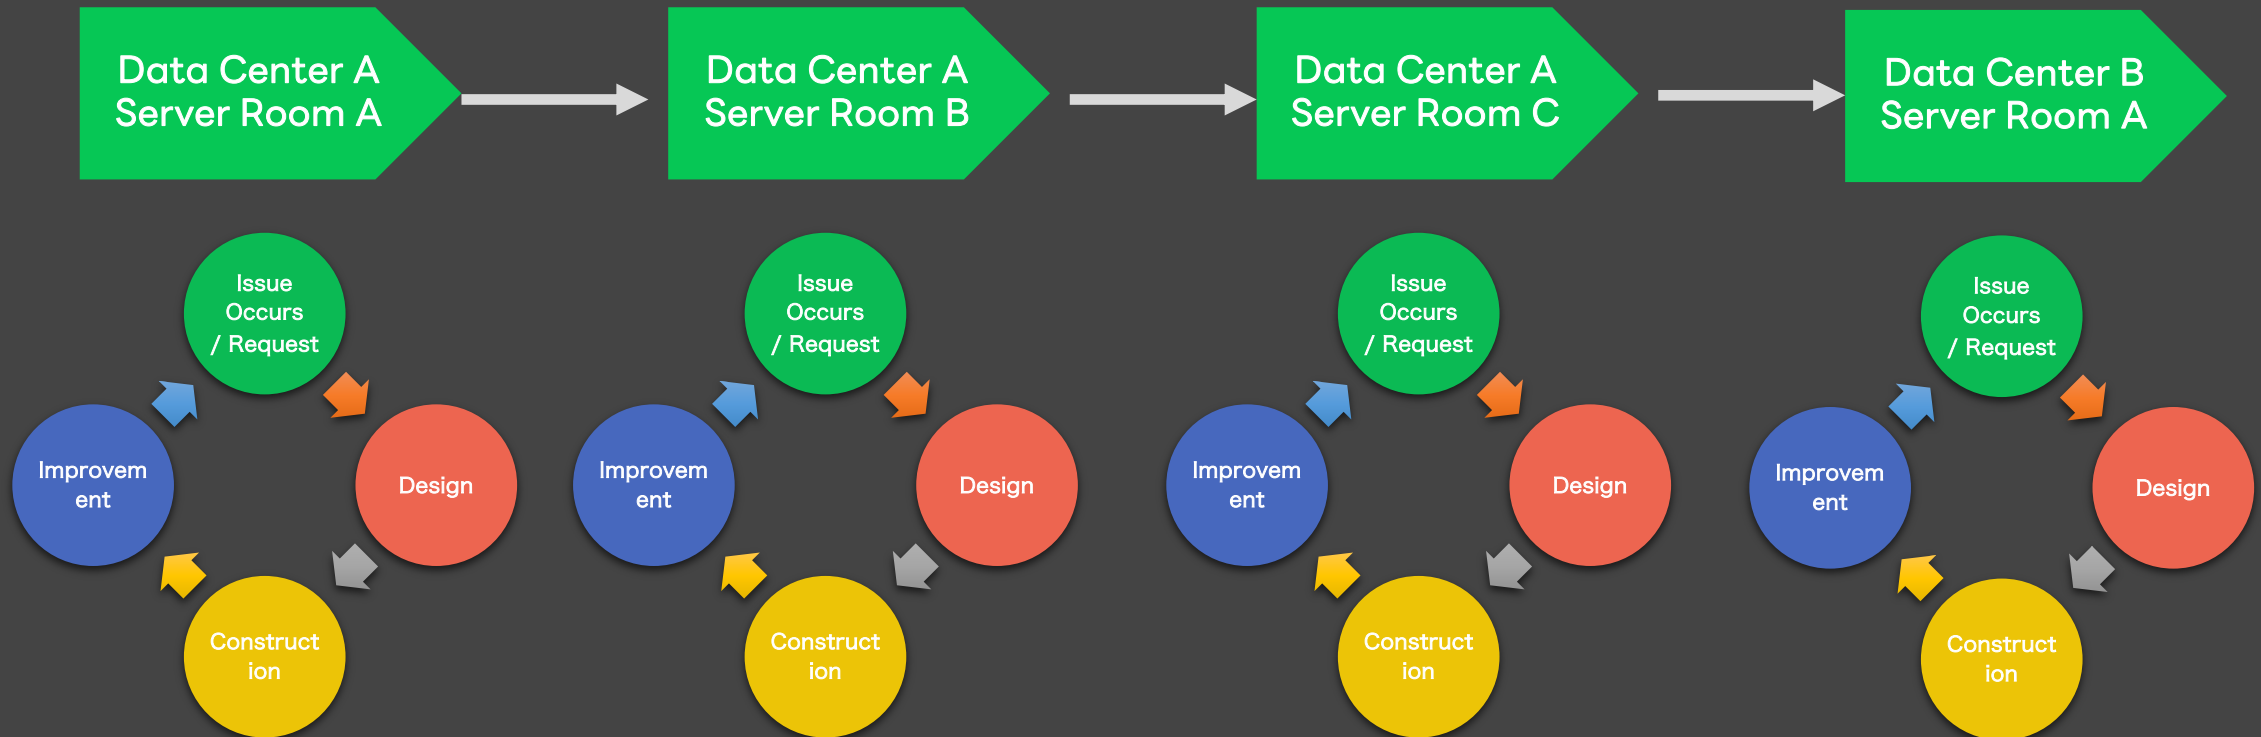 Data Center A
Server Room A
Data Center A
Server Room B
Data Center A
Server Room C
Data Center B
Server Room A
Issue
Occurs
/ Request
Design
Construct
ion
Improvem
ent
Issue
Occurs
/ Request
Design
Construct
ion
Improvem
ent
Issue
Occurs
/ Request
Design
Construct
ion
Improvem
ent
Issue
Occurs
/ Request
Design
Construct
ion
Improvem
ent